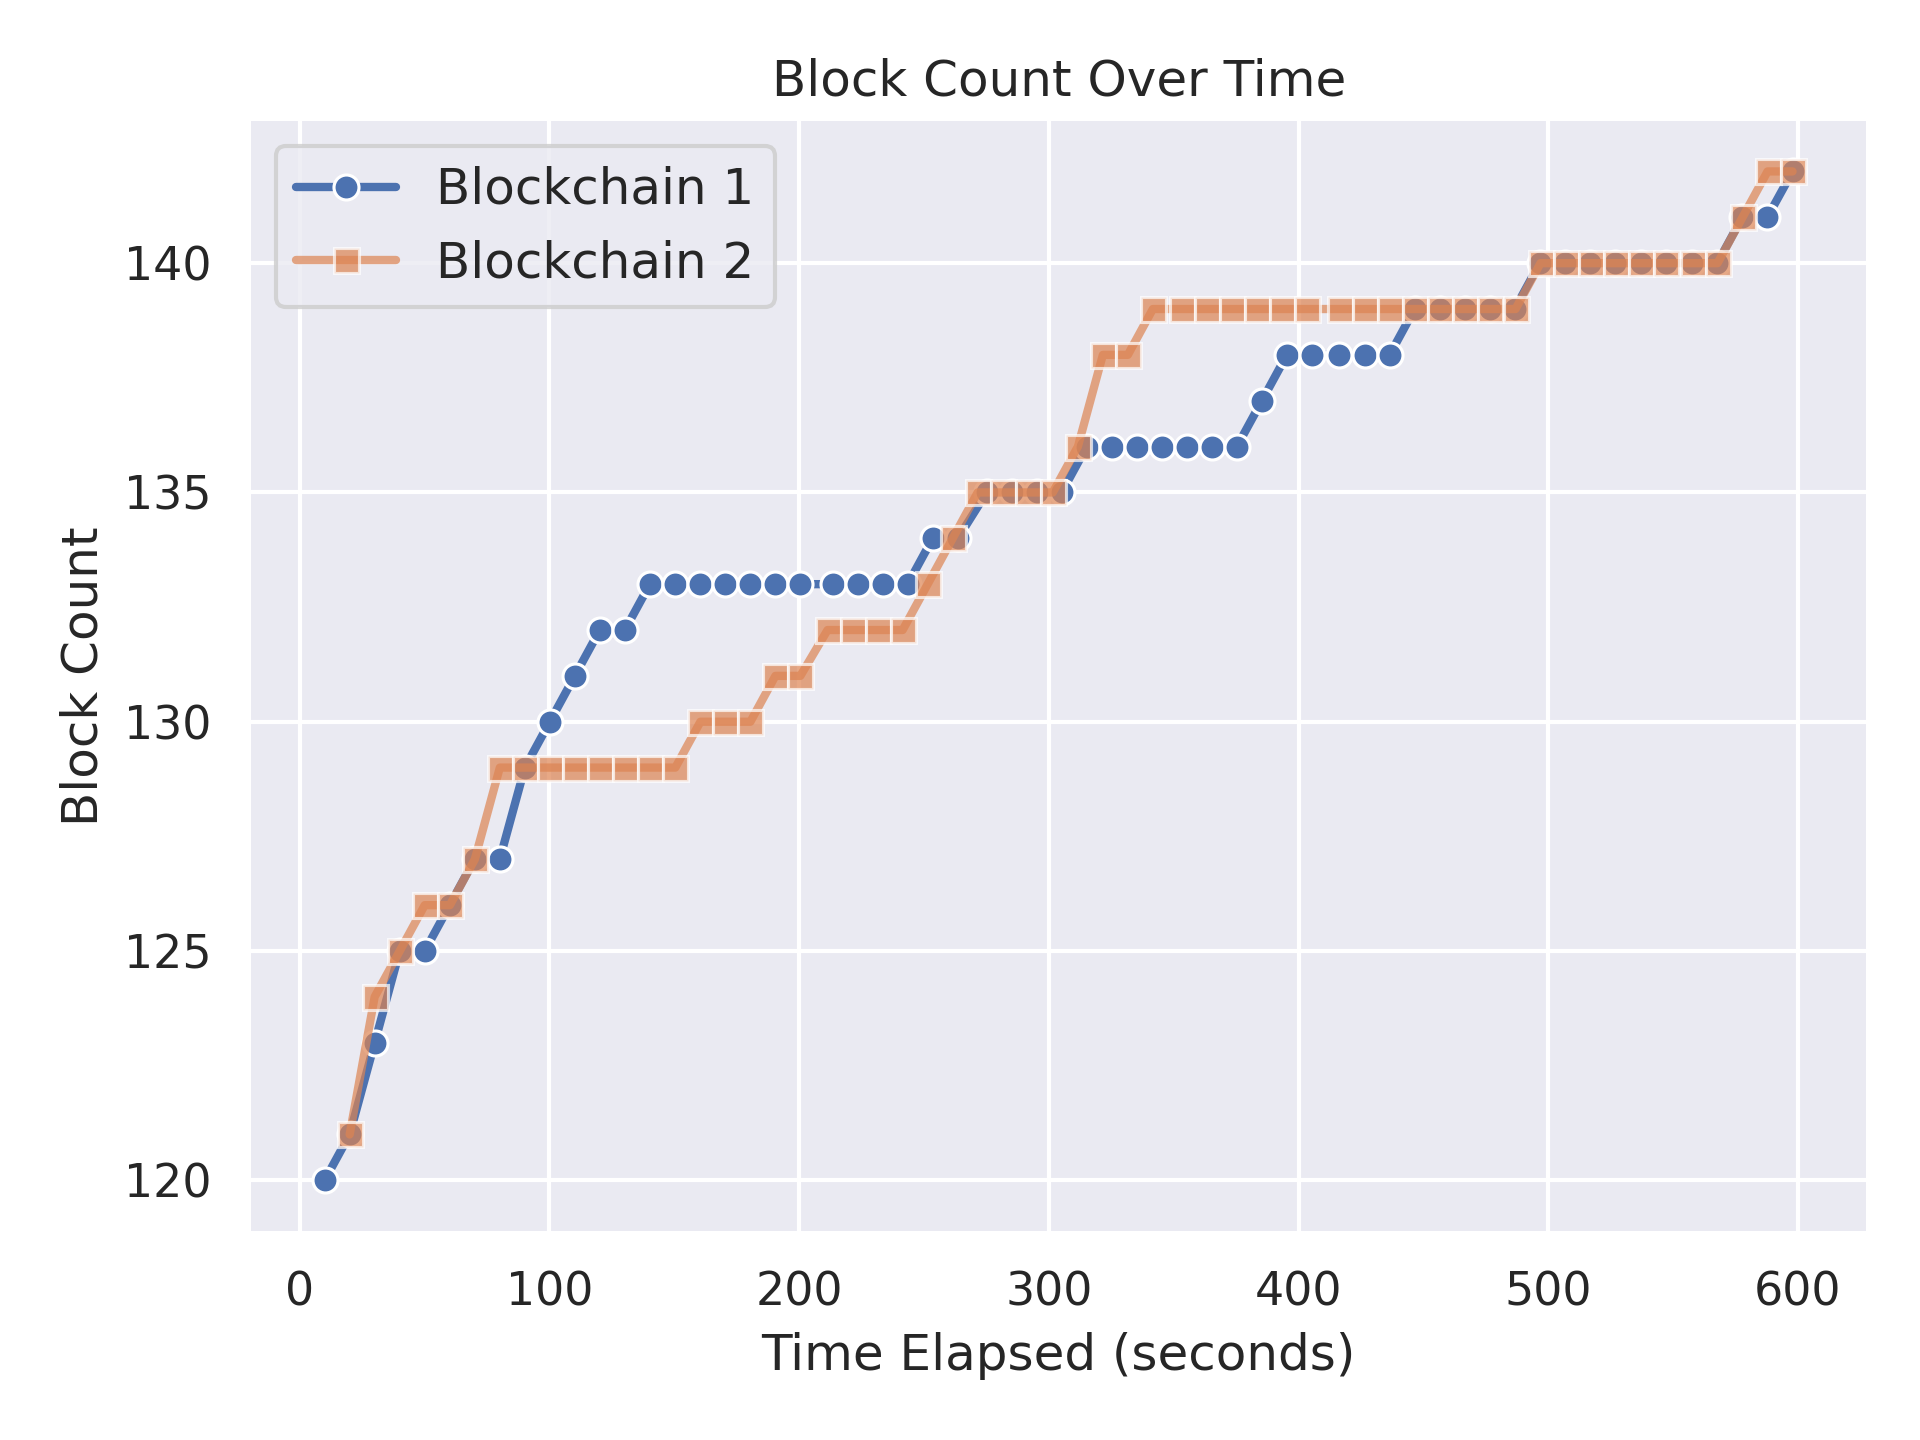 Block Count Over Time
Blockchain 1
Blockchain 2
140
135
130
125
120
Block Count
0 100 200 300 400 500 600
Time Elapsed (seconds)